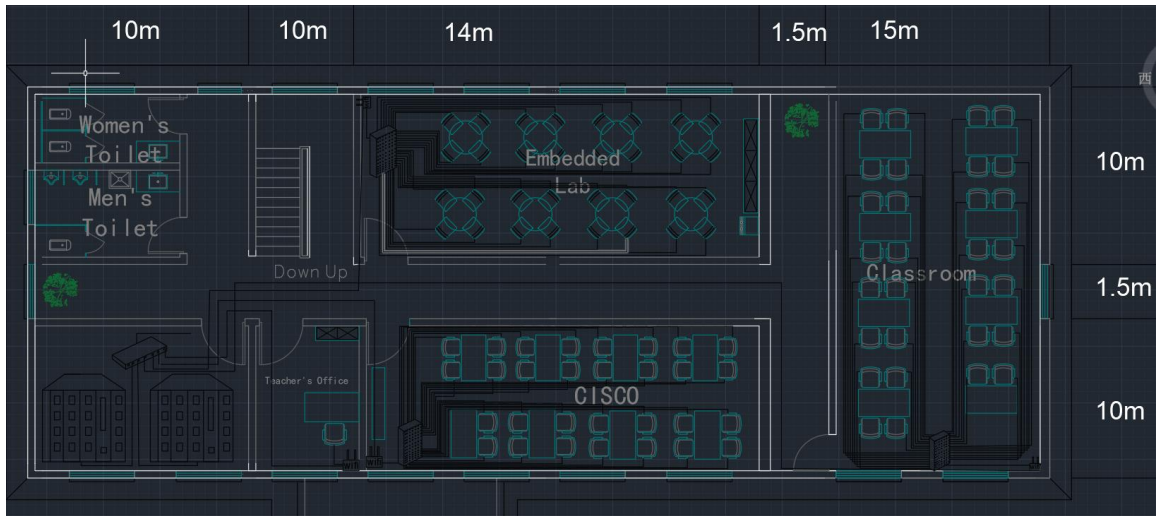 10m
10m
14m
1.5m
15m
西
Women's
Toilet
Men's
Toilet
Embedded
Lab
10m
Down Up
Classroom
1.5m
Teacher's Office
CISCO
10m